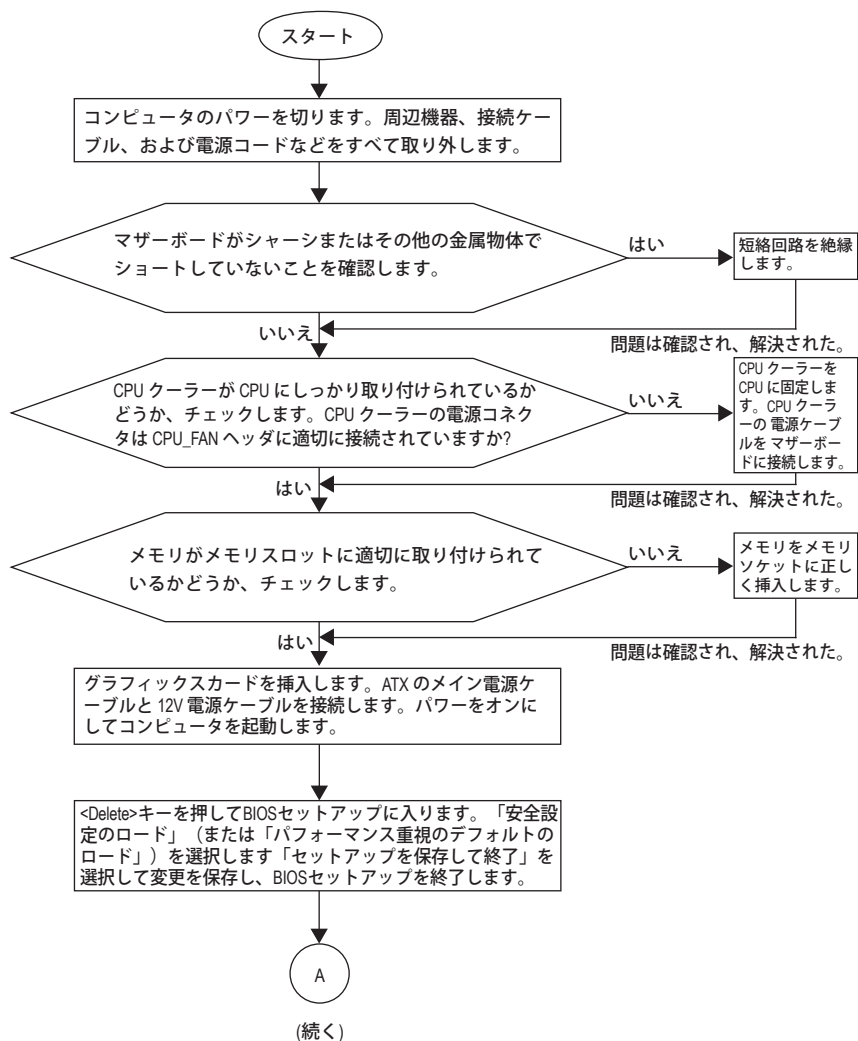 スタート
コンピュータのパワーを切ります。周辺機器、接続ケー
ブル、および電源コードなどをすべて取り外します。
マザーボードがシャーシまたはその他の金属物体で
ショートしていないことを確認します。
はい
短絡回路を絶縁
します。
いいえ
問題は確認され、解決された。
CPU クーラーが CPU にしっかり取り付けられているか
どうか、チェックします。CPU クーラーの電源コネク
タは CPU_FAN ヘッダに適切に接続されていますか?
いいえ
CPU クーラーを
CPU に固定しま
す。CPU クーラ
ーの 電源ケーブ
ルを マザーボー
ドに接続します。
はい
問題は確認され、解決された。
メモリがメモリスロットに適切に取り付けられて
いるかどうか、チェックします。
いいえ
メモリをメモリ
ソケットに正し
く挿入します。
はい
問題は確認され、解決された。
グラフィックスカードを挿入します。ATX のメイン電源ケ
ーブルと 12V 電源ケーブルを接続します。パワーをオンに
してコンピュータを起動します。
<Delete>キーを押してBIOSセットアップに入ります。「安全設
定のロード」（または「パフォーマンス重視のデフォルトの
ロード」）を選択します「セットアップを保存して終了」を
選択して変更を保存し、BIOSセットアップを終了します。
A
(続く)